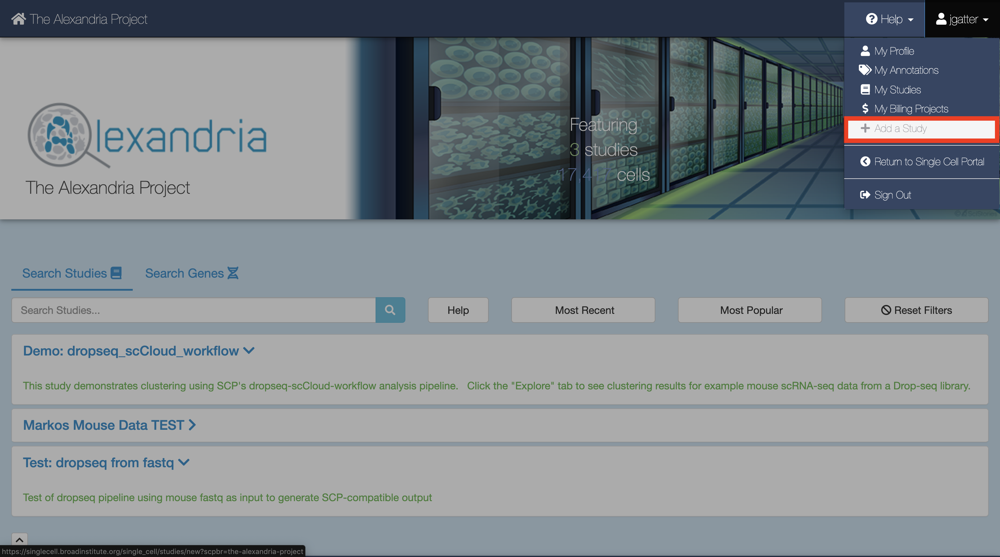 The Alexandria Project
Help
jgatter
My Profile
My Annotations
My Studies
My Billing Projects
Add a Study
Return to Single Cell Portal
Sign Out
lexandria
The Alexandria Project
Featuring
3 studies
17,417 cells
© SciStories
Search Studies
Search Genes
Search Studies...
Help
Most Recent
Most Popular
Reset Filters
Demo: dropseq_scCloud_workflow
This study demonstrates clustering using SCP's dropseq-scCloud-workflow analysis pipeline. Click the "Explore" tab to see clustering results for example mouse scRNA-seq data from a Drop-seq library.
Markos Mouse Data TEST
Test: dropseq from fastq
Test of dropseq pipeline using mouse fastq as input to generate SCP-compatible output
https://singlecell.broadinstitute.org/single_cell/studies/new?scpbr=the-alexandria-project